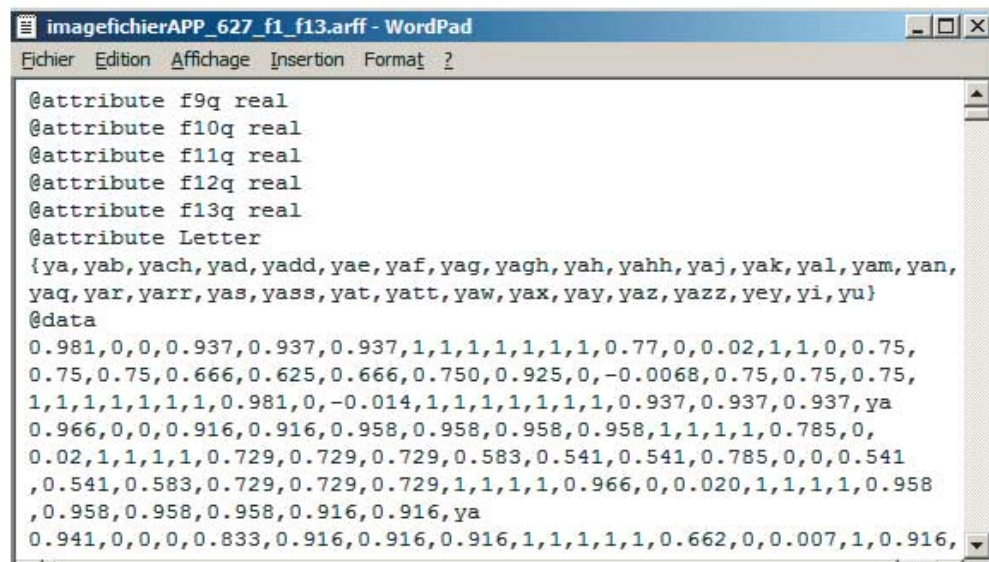 imagefichierAPP_627_f1_f13.arff - WordPad
Fichier Edition Affichage Insertion Format ?
@attribute f9q real
@attribute f10q real
@attribute f11q real
@attribute f12q real
@attribute f13q real
@attribute Letter
{ya,yab,yach,yad,yadd,yae,yaf,yag,yagh,yah,yahh,yaj,yak,yal,yam,yan,
yaq,yar,yarr,yas,yass,yat,yatt,yaw,yax,yay,yaz,yazz,yey,yi,yu}
@data
0.981,0,0,0.937,0.937,0.937,1,1,1,1,1,1,1,0.77,0,0.02,1,1,0,0.75,
0.75,0.75,0.666,0.625,0.666,0.750,0.925,0,-0.0068,0.75,0.75,0.75,
1,1,1,1,1,1,1,0.981,0,-0.014,1,1,1,1,1,1,1,0.937,0.937,0.937,ya
0.966,0,0,0.916,0.916,0.958,0.958,0.958,0.958,1,1,1,1,0.785,0,
0.02,1,1,1,1,0.729,0.729,0.729,0.583,0.541,0.541,0.785,0,0,0.541
,0.541,0.583,0.729,0.729,0.729,1,1,1,1,0.966,0,0.020,1,1,1,1,0.958
,0.958,0.958,0.958,0.916,0.916,ya
0.941,0,0,0,0.833,0.916,0.916,0.916,1,1,1,1,1,0.662,0,0.007,1,0.916,